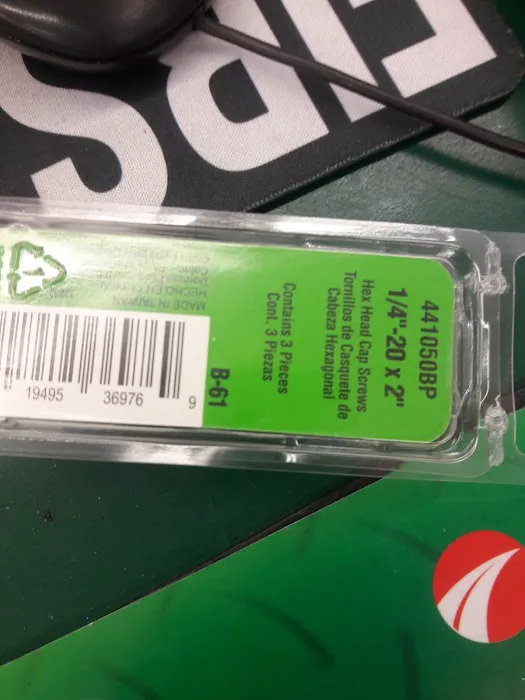 441050BP
1/4"-20 x 2"
Hex Head Cap Screws
Tornillos de Casquete de
Cabeza Hexagonal
Contains 3 Pieces
Cont. 3 Piezas
B-61
MADE IN TAIWAN
HECHO EN TAIWAN
19495 36976 9